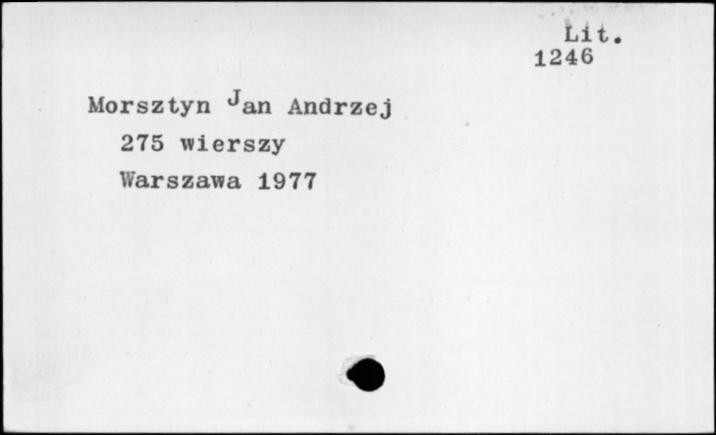 Lit.
1246
Morsztyn Jan Andrzej
275 wierszy
Warszawa 1977